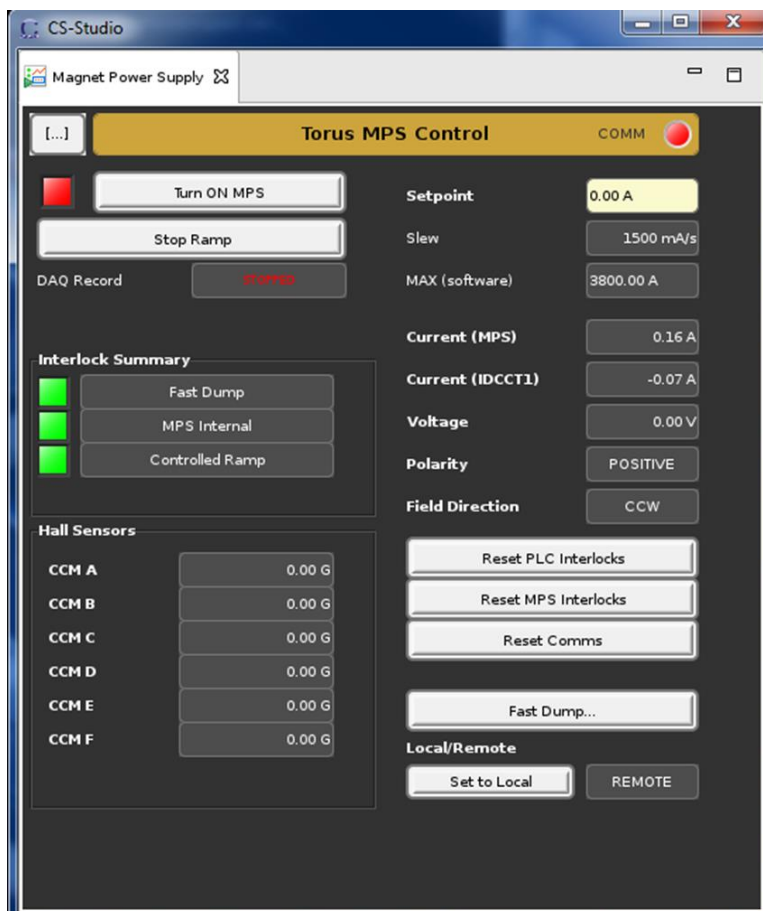 CS-Studio
Magnet Power Supply
[...]
Torus MPS Control
COMM
Turn ON MPS
Stop Ramp
DAQ Record STOPPED
Interlock Summary
Fast Dump
MPS Internal
Controlled Ramp
Hall Sensors
CCM A 0.00 G
CCM B 0.00 G
CCM C 0.00 G
CCM D 0.00 G
CCM E 0.00 G
CCM F 0.00 G
Setpoint 0.00 A
Slew 1500 mA/s
MAX (software) 3800.00 A
Current (MPS) 0.16 A
Current (IDCCT1) -0.07 A
Voltage 0.00 V
Polarity POSITIVE
Field Direction CCW
Reset PLC Interlocks
Reset MPS Interlocks
Reset Comms
Fast Dump...
Local/Remote
Set to Local REMOTE